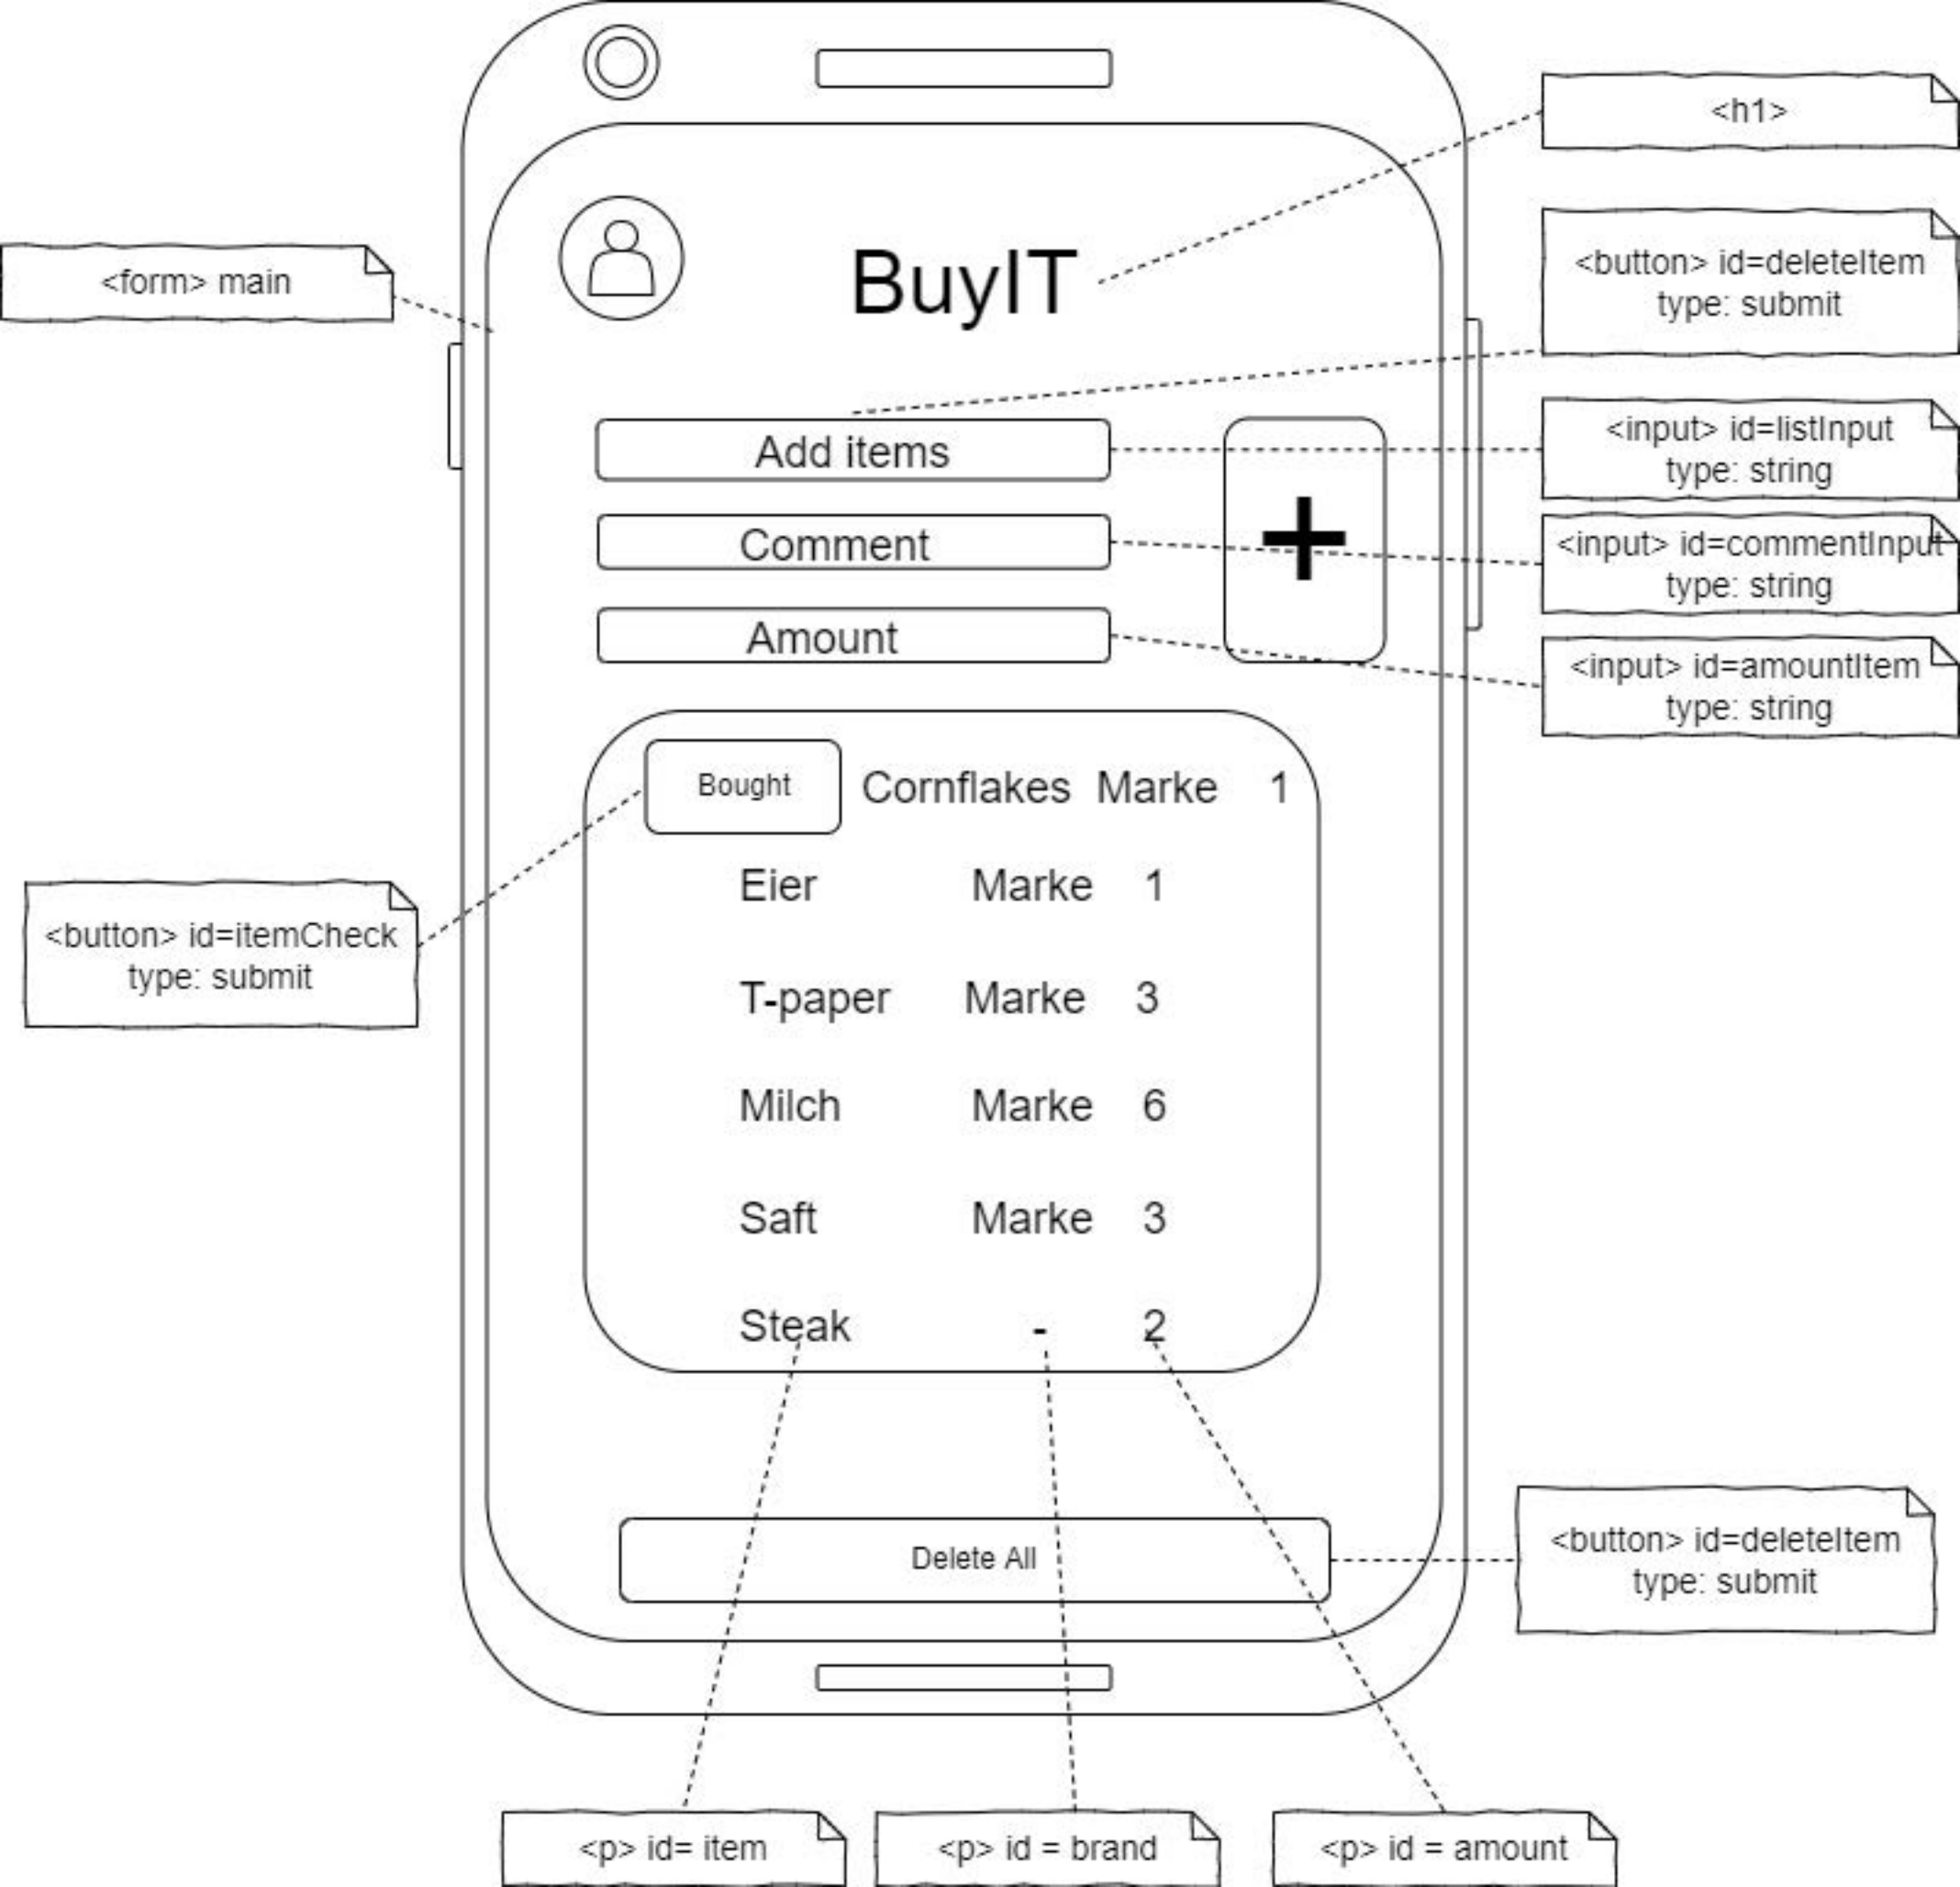 <h1>
<button> id=deleteItem
type: submit
<form> main
BuyIT
Add items
<input> id=listInput
type: string
Comment
<input> id=commentInput
type: string
Amount
<input> id=amountItem
type: string
Bought Cornflakes Marke 1
Eier Marke 1
<button> id=itemCheck
type: submit
T-paper Marke 3
Milch Marke 6
Saft Marke 3
Steak - 2
Delete All
<button> id=deleteItem
type: submit
<p> id= item
<p> id = brand
<p> id = amount